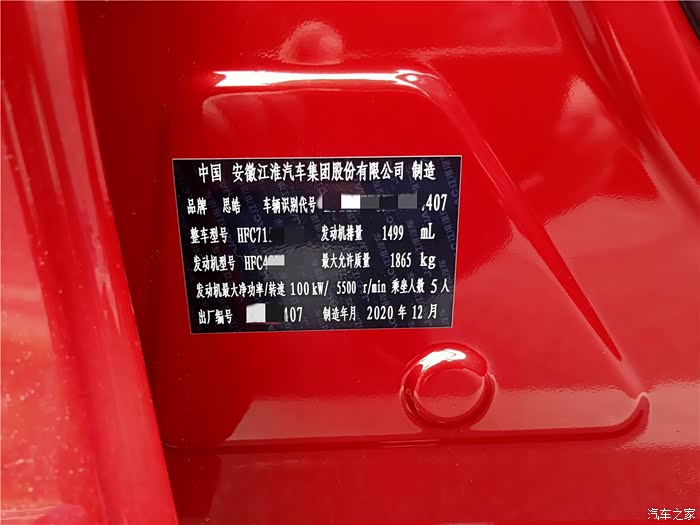 中国 安徽江淮汽车集团股份有限公司 制造
品牌 思皓 车辆识别代号 407
整车型号 HFC71 发动机排量 1499 mL
发动机型号 HFC4 最大允许质量 1865 kg
发动机最大净功率/转速 100 kW/ 5500 r/min 乘座人数 5 人
出厂编号 407 制造年月 2020 年 12 月
汽车之家